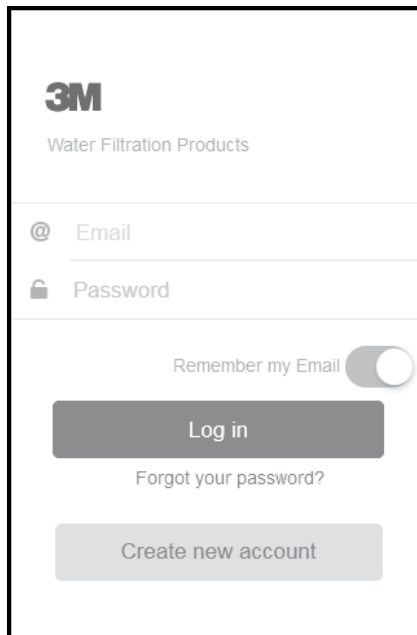 3M
Water Filtration Products
@ Email
Password
Remember my Email
Log in
Forgot your password?
Create new account